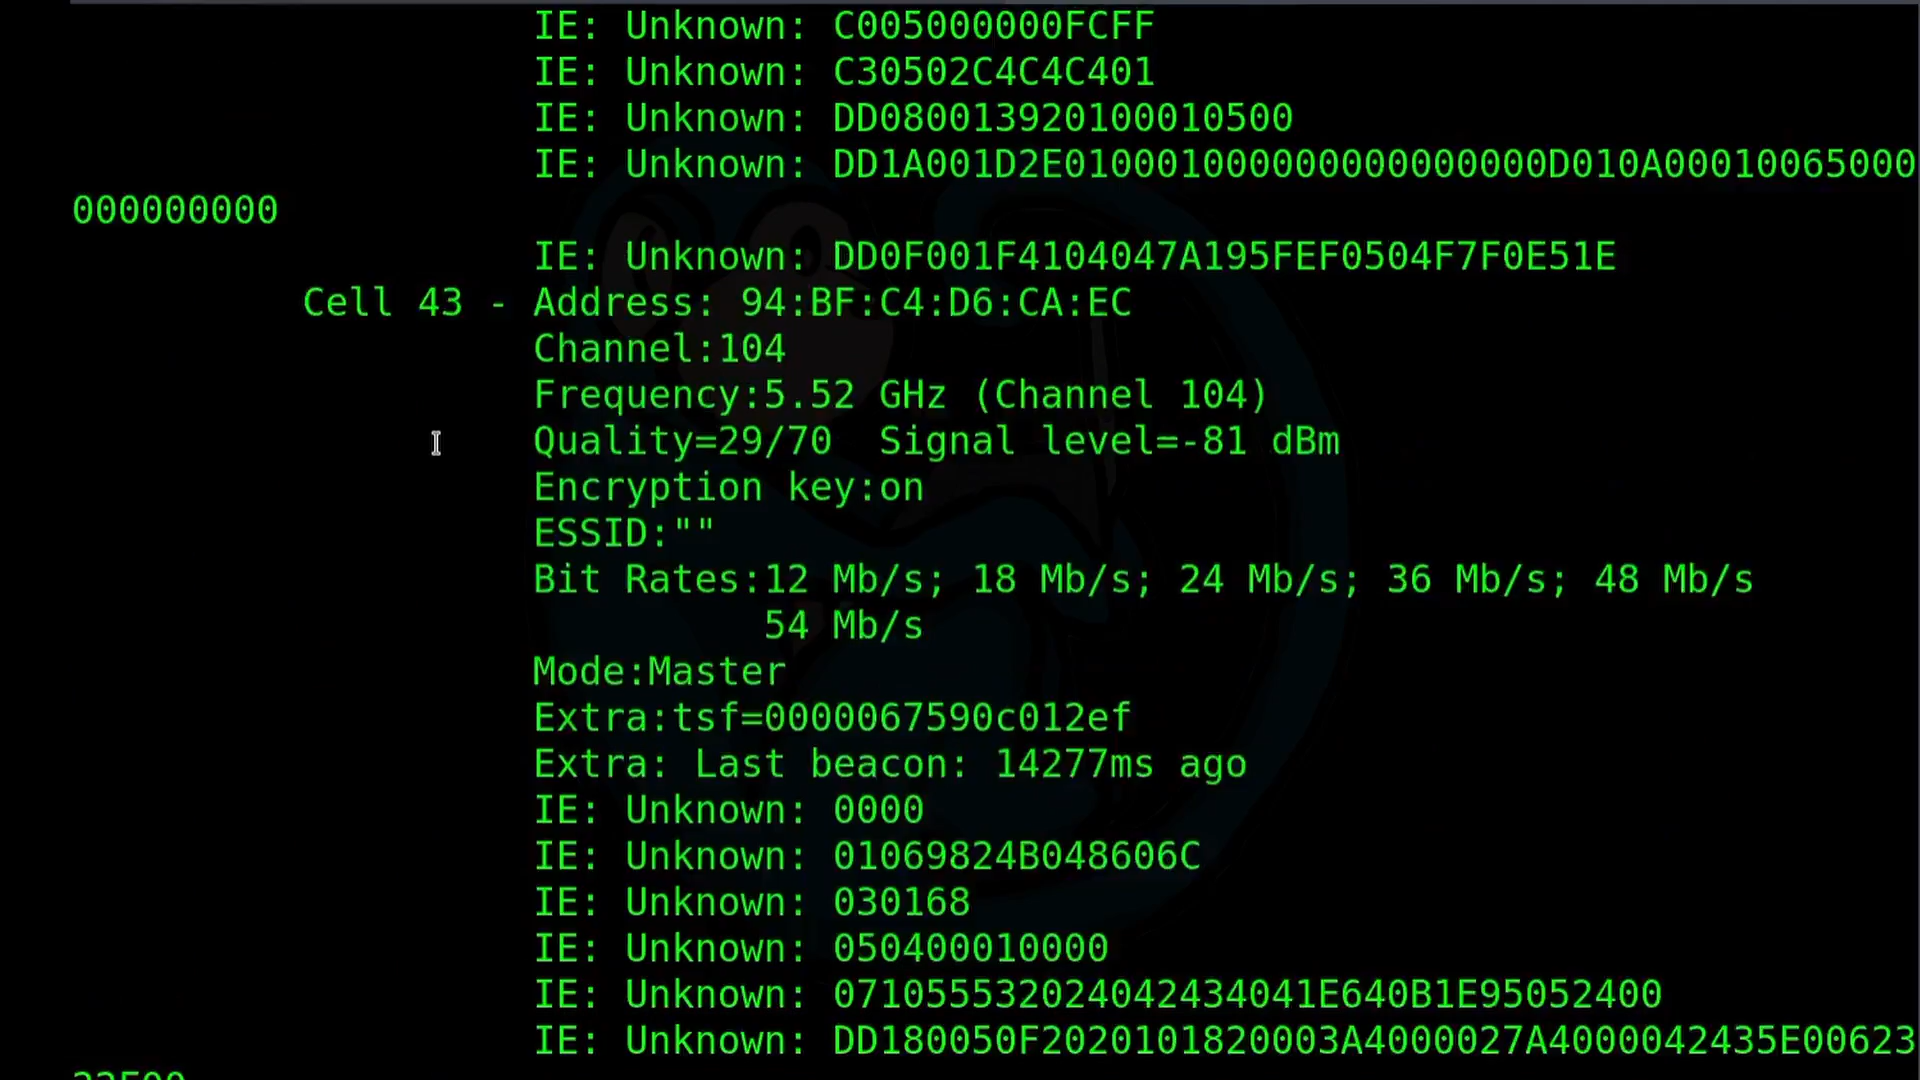 IE: Unknown: C005000000FCFF
IE: Unknown: C30502C4C4C401
IE: Unknown: DD080013920100010500
IE: Unknown: DD1A001D2E01000100000000000000D010A00010065000
000000000
IE: Unknown: DD0F001F4104047A195FEF0504F7F0E51E
Cell 43 - Address: 94:BF:C4:D6:CA:EC
Channel:104
Frequency:5.52 GHz (Channel 104)
Quality=29/70  Signal level=-81 dBm
Encryption key:on
ESSID:""
Bit Rates:12 Mb/s; 18 Mb/s; 24 Mb/s; 36 Mb/s; 48 Mb/s
54 Mb/s
Mode:Master
Extra:tsf=0000067590c012ef
Extra: Last beacon: 14277ms ago
IE: Unknown: 0000
IE: Unknown: 01069824B048606C
IE: Unknown: 030168
IE: Unknown: 050400010000
IE: Unknown: 071055532024042434041E640B1E95052400
IE: Unknown: DD180050F2020101820003A4000027A4000042435E00623